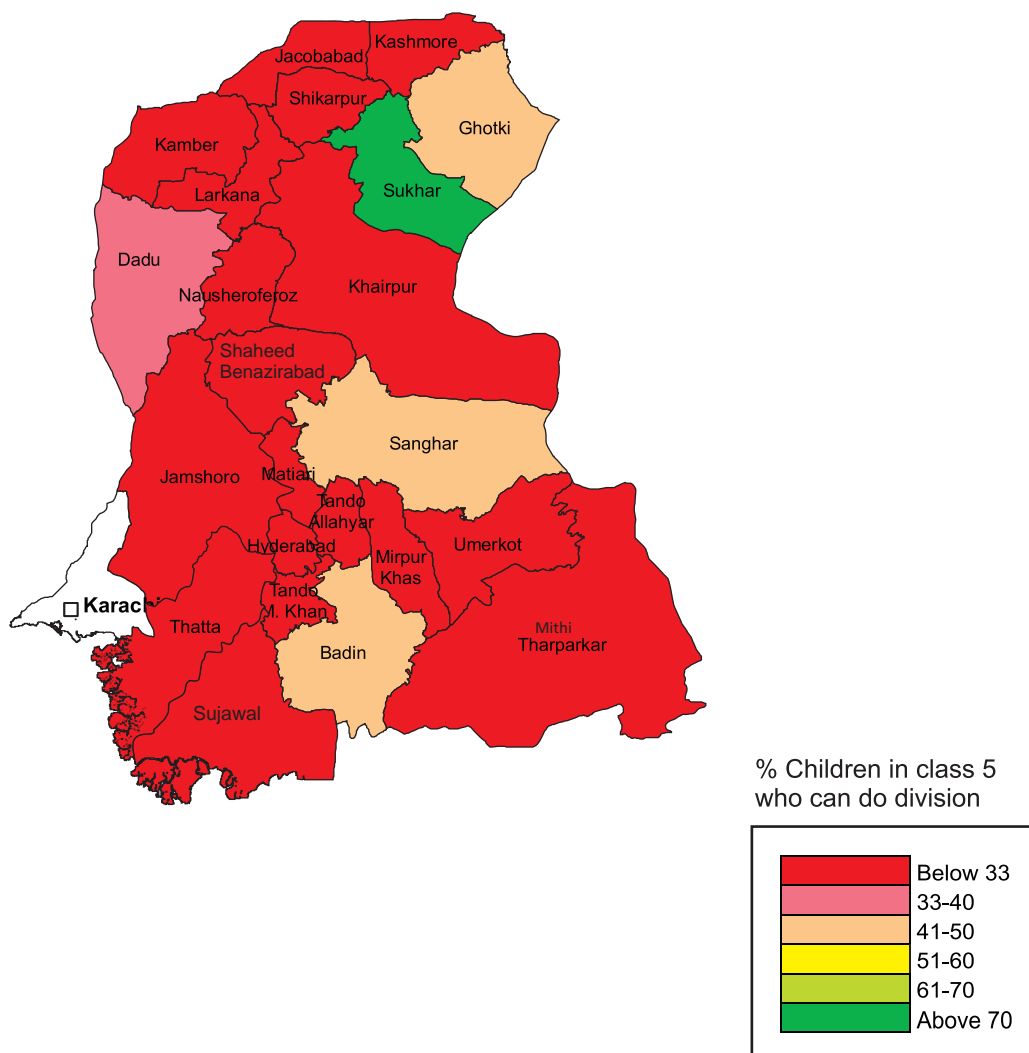 Kashmore
Jacobabad
Shikarpur
Ghotki
Kamber
Sukhar
Larkana
Dadu
Khairpur
Nausheroferoz
Shaheed
Benazirabad
Sanghar
Matiari
Jamshoro
Tando
Allahyar
Hyderabad
Umerkot
Mirpur
Khas
Tando
M. Khan
Karachi
Thatta
Mithi
Tharparkar
Badin
Sujawal
% Children in class 5
who can do division
Below 33
33-40
41-50
51-60
61-70
Above 70